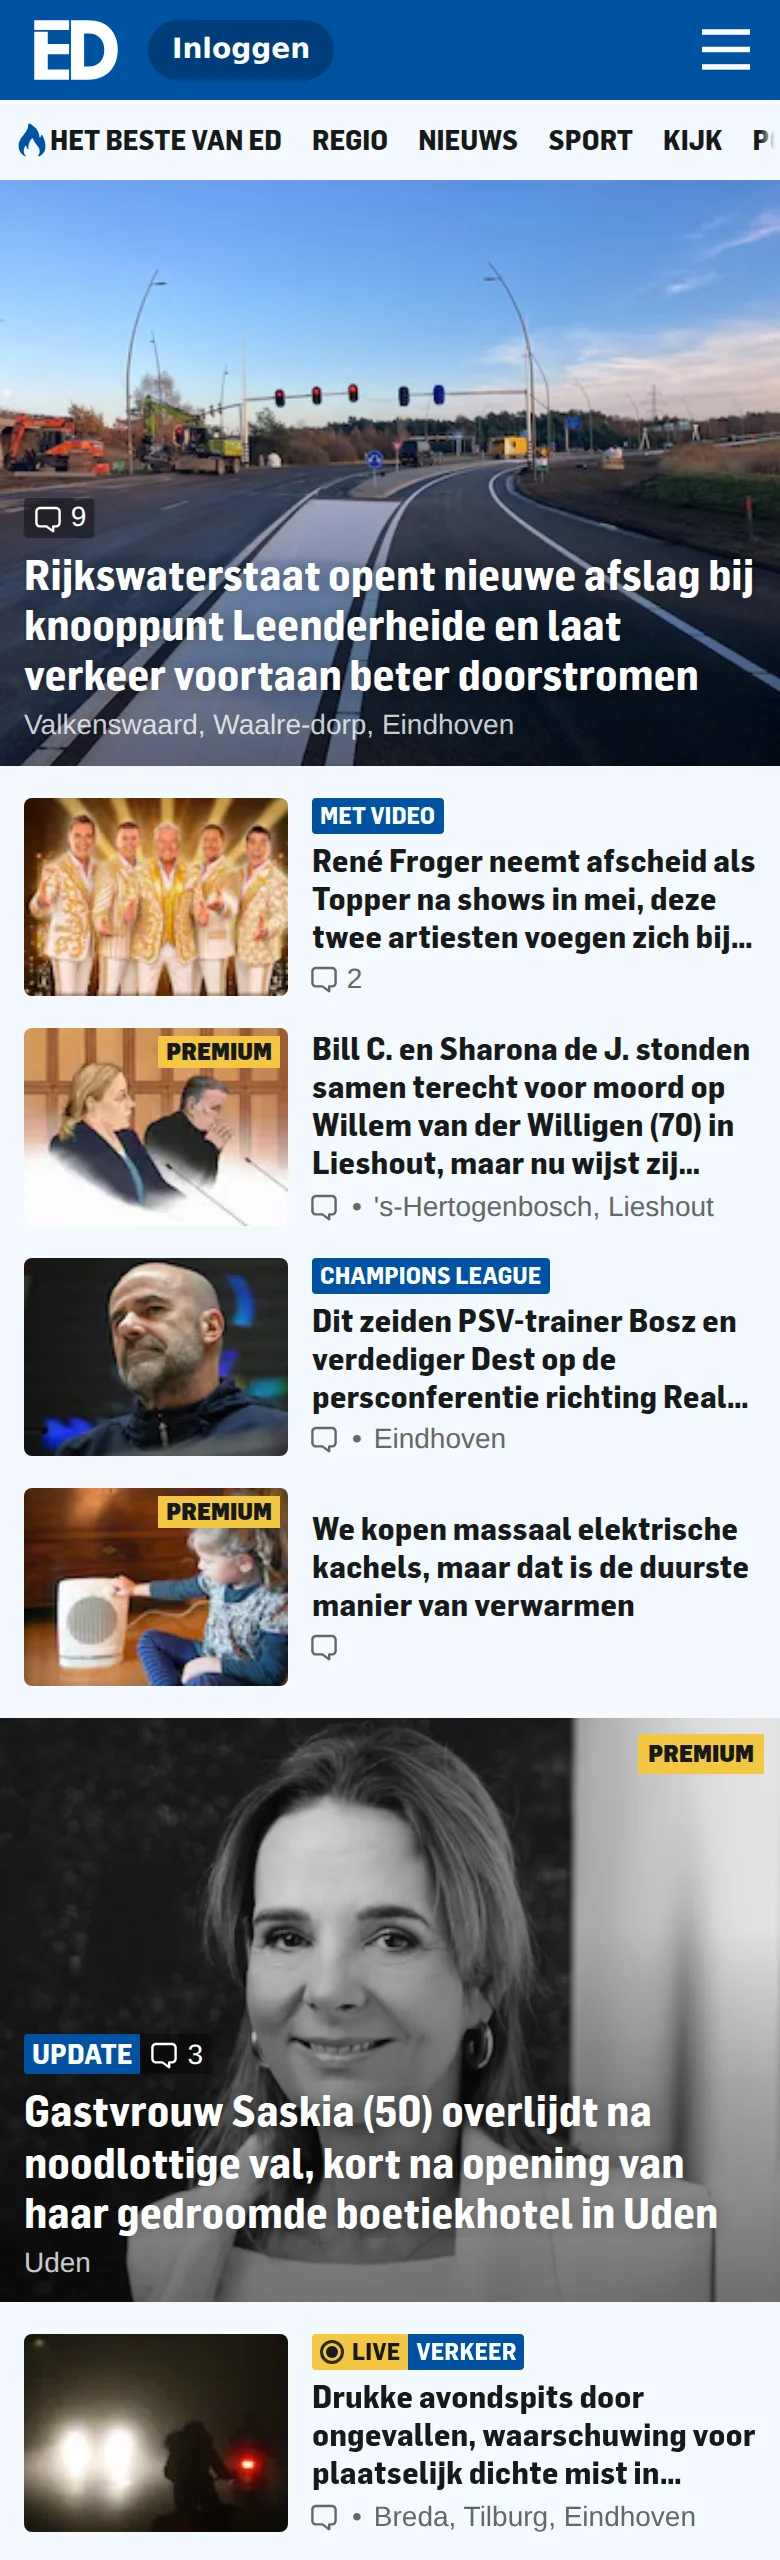 ED Inloggen
HET BESTE VAN ED REGIO NIEUWS SPORT KIJK
9
Rijkswaterstaat opent nieuwe afslag bij
knooppunt Leenderheide en laat
verkeer voortaan beter doorstromen
Valkenswaard, Waalre-dorp, Eindhoven
MET VIDEO
René Froger neemt afscheid als
Topper na shows in mei, deze
twee artiesten voegen zich bij...
2
PREMIUM
Bill C. en Sharona de J. stonden
samen terecht voor moord op
Willem van der Willigen (70) in
Lieshout, maar nu wijst zij...
• 's-Hertogenbosch, Lieshout
CHAMPIONS LEAGUE
Dit zeiden PSV-trainer Bosz en
verdediger Dest op de
persconferentie richting Real...
• Eindhoven
PREMIUM
We kopen massaal elektrische
kachels, maar dat is de duurste
manier van verwarmen
PREMIUM
UPDATE 3
Gastvrouw Saskia (50) overlijdt na
noodlottige val, kort na opening van
haar gedroomde boetiekhotel in Uden
Uden
LIVE VERKEER
Drukke avondspits door
ongevallen, waarschuwing voor
plaatselijk dichte mist in...
• Breda, Tilburg, Eindhoven